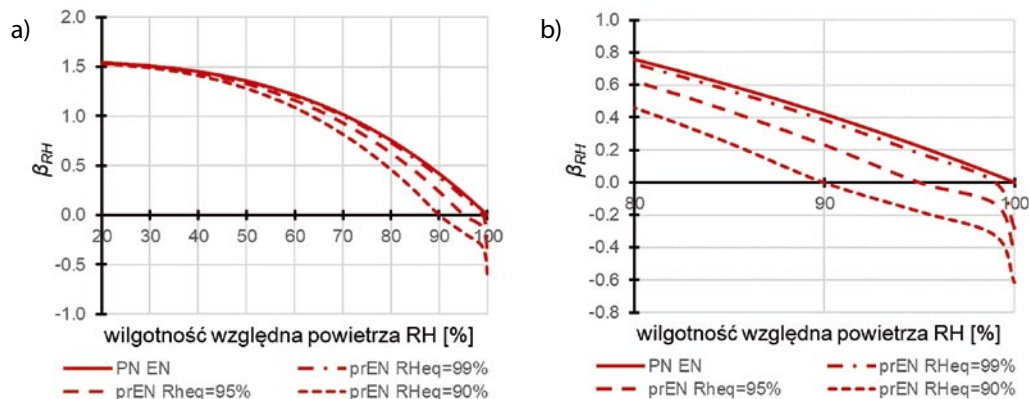 a)
2.0
1.5
1.0
0.5
0.0
-0.5
-1.0
βRH
20 30 40 50 60 70 80 90 100
wilgotność względna powietrza RH [%]
PN EN
prEN RHeq=99%
prEN Rheq=95%
prEN RHeq=90%
b)
1.0
0.8
0.6
0.4
0.2
0.0
-0.2
-0.4
-0.6
-0.8
βRH
80 90 100
wilgotność względna powietrza RH [%]
PN EN
prEN RHeq=99%
prEN Rheq=95%
prEN RHeq=90%